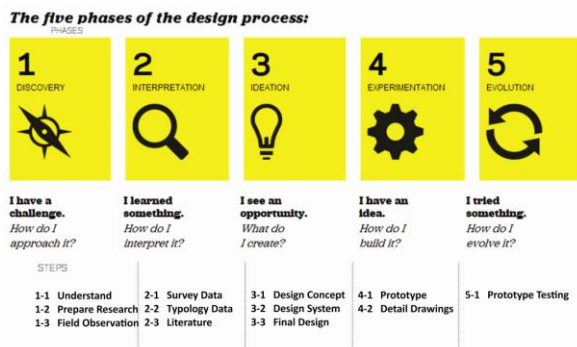 The five phases of the design process:
PHASES
1
DISCOVERY
2
INTERPRETATION
3
IDEATION
4
EXPERIMENTATION
5
EVOLUTION
I have a
challenge.
How do I
approach it?
I learned
something.
How do I
interpret it?
I see an
opportunity.
What do
I create?
I have an
idea.
How do I
build it?
I tried
something.
How do I
evolve it?
STEPS
1-1 Understand
1-2 Prepare Research
1-3 Field Observation
2-1 Survey Data
2-2 Typology Data
2-3 Literature
3-1 Design Concept
3-2 Design System
3-3 Final Design
4-1 Prototype
4-2 Detail Drawings
5-1 Prototype Testing